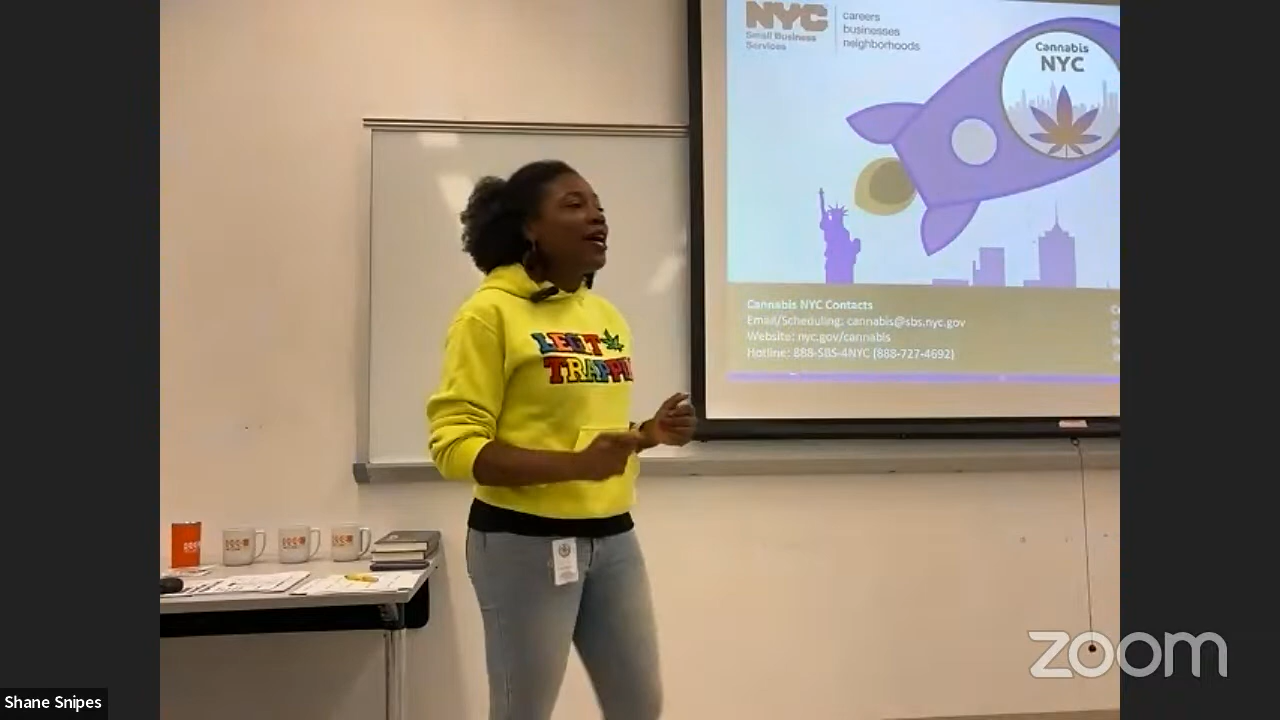 NYC
Small Business
Services
careers
businesses
neighborhoods
Cannabis
NYC
Cannabis NYC Contacts
Email/Scheduling: cannabis@sbs.nyc.gov
Website: nyc.gov/cannabis
Hotline: 888-SBS-4NYC (888-727-4692)
LEGIT
TRAPPI
zoom
Shane Snipes